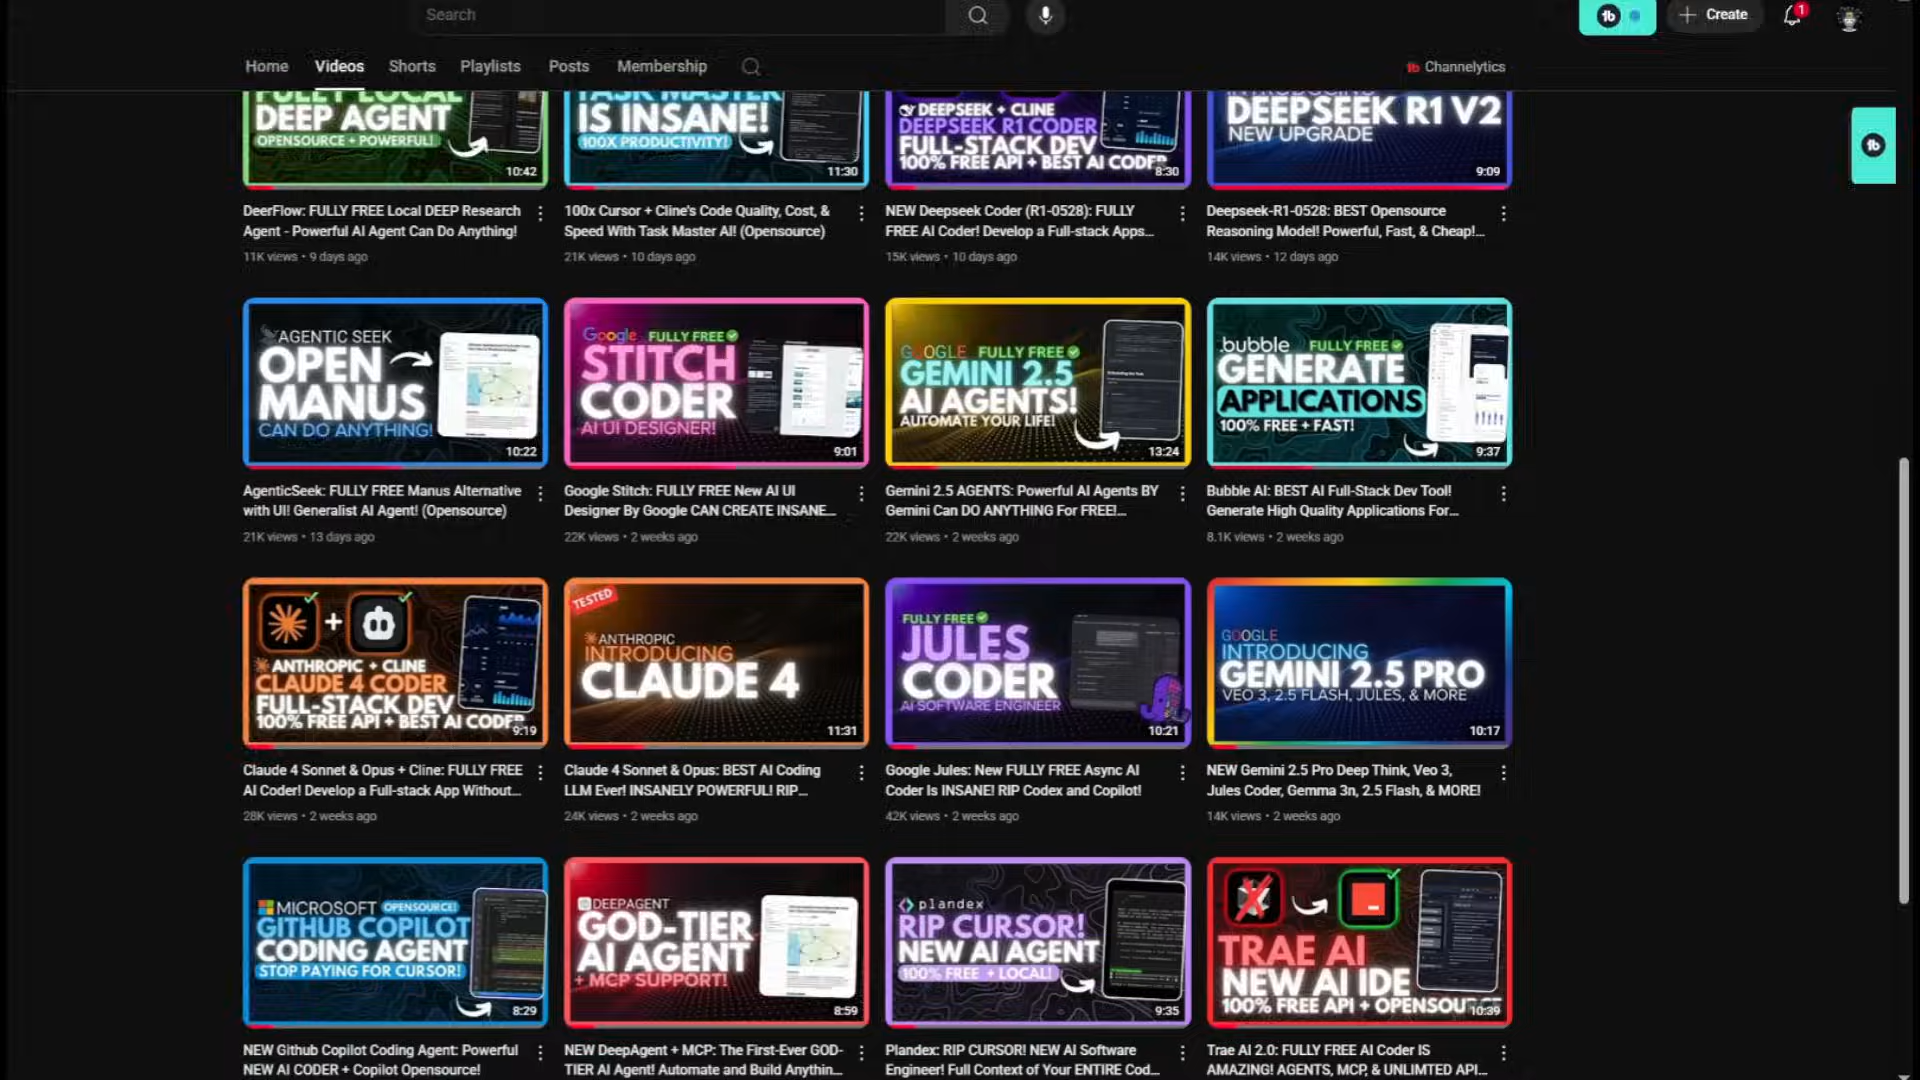 Search
Create
1
Home
Videos
Shorts
Playlists
Posts
Membership
Channelytics
FULLY LOCAL
DEEP AGENT
OPENSOURCE + POWERFUL!
10:42
TASK MASTER
IS INSANE!
100X PRODUCTIVITY!
11:30
DEEPSEEK + CLINE
DEEPSEEK R1 CODER
FULL-STACK DEV
100% FREE API + BEST AI CODER
8:30
INTRODUCING
DEEPSEEK R1 V2
NEW UPGRADE
9:09
DeerFlow: FULLY FREE Local DEEP Research
Agent - Powerful AI Agent Can Do Anything!
11K views • 9 days ago
100x Cursor + Cline's Code Quality, Cost, &
Speed With Task Master AI! (Opensource)
21K views • 10 days ago
NEW Deepseek Coder (R1-0528): FULLY
FREE AI Coder! Develop a Full-stack Apps...
15K views • 10 days ago
Deepseek-R1-0528: BEST Opensource
Reasoning Model! Powerful, Fast, & Cheap!...
14K views • 12 days ago
AGENTIC SEEK
OPEN
MANUS
CAN DO ANYTHING!
10:22
Google FULLY FREE
STITCH
CODER
AI UI DESIGNER!
9:01
GOOGLE FULLY FREE
GEMINI 2.5
AI AGENTS!
AUTOMATE YOUR LIFE!
13:24
.bubble FULLY FREE
GENERATE
APPLICATIONS
100% FREE + FAST!
9:37
AgenticSeek: FULLY FREE Manus Alternative
with UI! Generalist AI Agent! (Opensource)
21K views • 13 days ago
Google Stitch: FULLY FREE New AI UI
Designer By Google CAN CREATE INSANE...
22K views • 2 weeks ago
Gemini 2.5 AGENTS: Powerful AI Agents BY
Gemini Can DO ANYTHING For FREE!...
22K views • 2 weeks ago
Bubble AI: BEST AI Full-Stack Dev Tool!
Generate High Quality Applications For...
8.1K views • 2 weeks ago
ANTHROPIC + CLINE
CLAUDE 4 CODER
FULL-STACK DEV
100% FREE API + BEST AI CODER
9:19
TESTED
ANTHROPIC
INTRODUCING
CLAUDE 4
11:31
FULLY FREE
JULES
CODER
AI SOFTWARE ENGINEER
10:21
GOOGLE
INTRODUCING
GEMINI 2.5 PRO
VEO 3, 2.5 FLASH, JULES, & MORE
10:17
Claude 4 Sonnet & Opus + Cline: FULLY FREE
AI Coder! Develop a Full-stack App Without...
28K views • 2 weeks ago
Claude 4 Sonnet & Opus: BEST AI Coding
LLM Ever! INSANELY POWERFUL! RIP...
24K views • 2 weeks ago
Google Jules: New FULLY FREE Async AI
Coder Is INSANE! RIP Codex and Copilot!
42K views • 2 weeks ago
NEW Gemini 2.5 Pro Deep Think, Veo 3,
Jules Coder, Gemma 3n, 2.5 Flash, & MORE!
14K views • 2 weeks ago
MICROSOFT OPENSOURCE!
GITHUB COPILOT
CODING AGENT
STOP PAYING FOR CURSOR!
8:29
DEEPAGENT
GOD-TIER
AI AGENT
+ MCP SUPPORT!
8:59
plandex
RIP CURSOR!
NEW AI AGENT
100% FREE + LOCAL!
9:35
TRAE AI
NEW AI IDE
100% FREE API + OPENSOURCE
10:39
NEW Github Copilot Coding Agent: Powerful
NEW AI CODER + Copilot Opensource!
NEW DeepAgent + MCP: The First-Ever GOD-
TIER AI Agent! Automate and Build Anythin...
Plandex: RIP CURSOR! NEW AI Software
Engineer! Full Context of Your ENTIRE Cod...
Trae AI 2.0: FULLY FREE AI Coder IS
AMAZING! AGENTS, MCP, & UNLIMTED API...